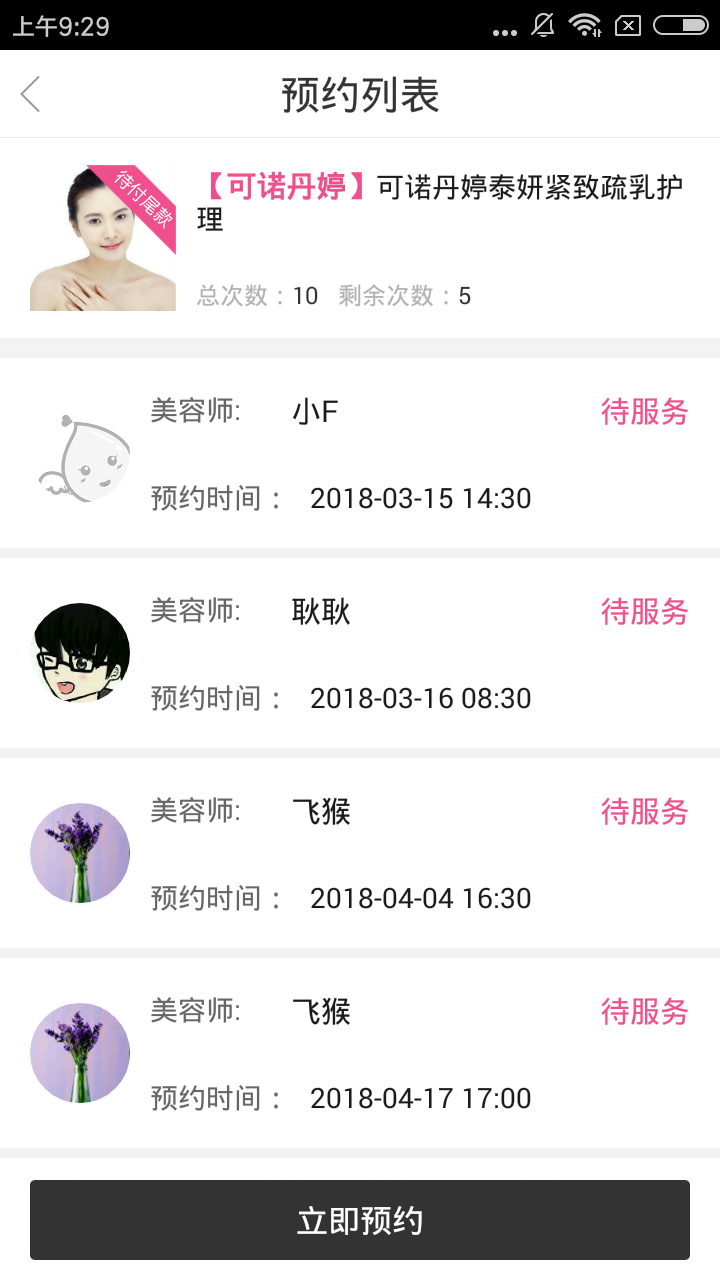 上午9:29
预约列表
待付尾款
【可诺丹婷】可诺丹婷泰妍紧致疏乳护
理
总次数：10 剩余次数：5
美容师: 小F 待服务
预约时间： 2018-03-15 14:30
美容师: 耿耿 待服务
预约时间： 2018-03-16 08:30
美容师: 飞猴 待服务
预约时间： 2018-04-04 16:30
美容师: 飞猴 待服务
预约时间： 2018-04-17 17:00
立即预约